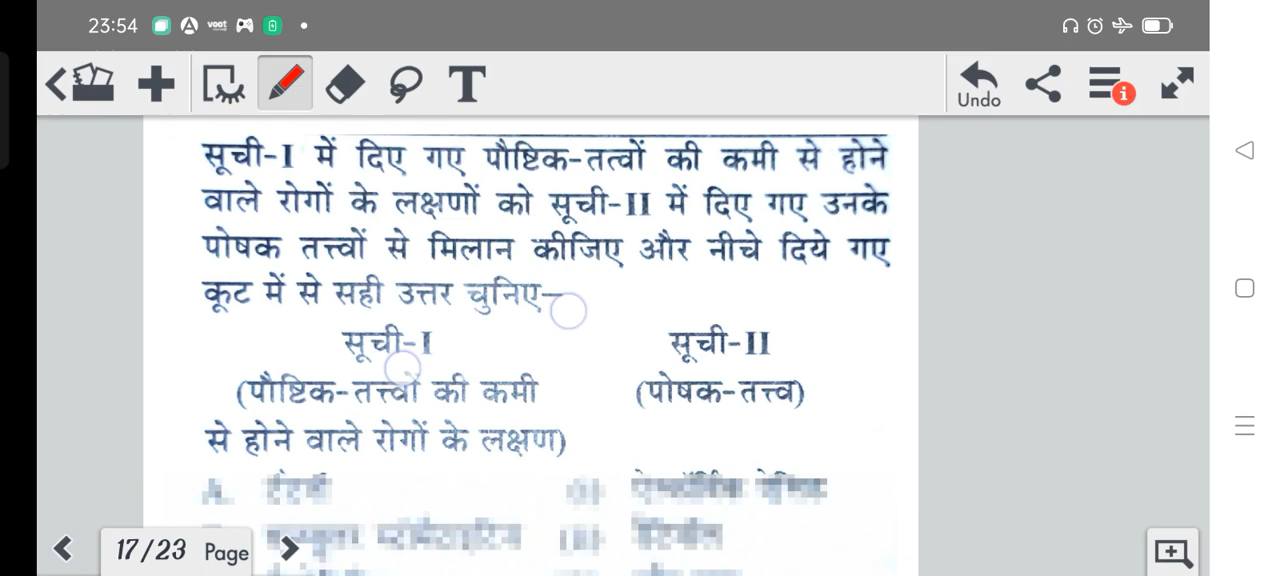 23:54 voot
Undo
सूची-I में दिए गए पौष्टिक-तत्वों की कमी से होने
वाले रोगों के लक्षणों को सूची-II में दिए गए उनके
पोषक तत्त्वों से मिलान कीजिए और नीचे दिये गए
कूट में से सही उत्तर चुनिए–
सूची-I सूची-II
(पौष्टिक-तत्त्वों की कमी (पोषक-तत्त्व)
से होने वाले रोगों के लक्षण)
A.
17/23 Page